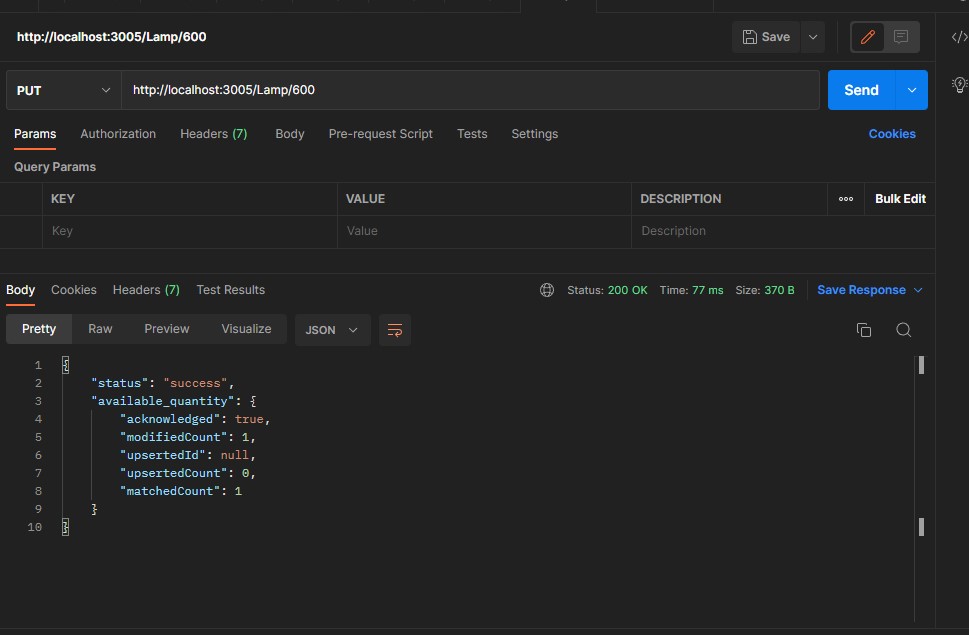 http://localhost:3005/Lamp/600
Save
</>
PUT
http://localhost:3005/Lamp/600
Send
Params Authorization Headers (7) Body Pre-request Script Tests Settings Cookies
Query Params
KEY VALUE DESCRIPTION ooo Bulk Edit
Key Value Description
Body Cookies Headers (7) Test Results Status: 200 OK Time: 77 ms Size: 370 B Save Response
Pretty Raw Preview Visualize JSON
1 {
2 "status": "success",
3 "available_quantity": {
4 "acknowledged": true,
5 "modifiedCount": 1,
6 "upsertedId": null,
7 "upsertedCount": 0,
8 "matchedCount": 1
9 }
10 }